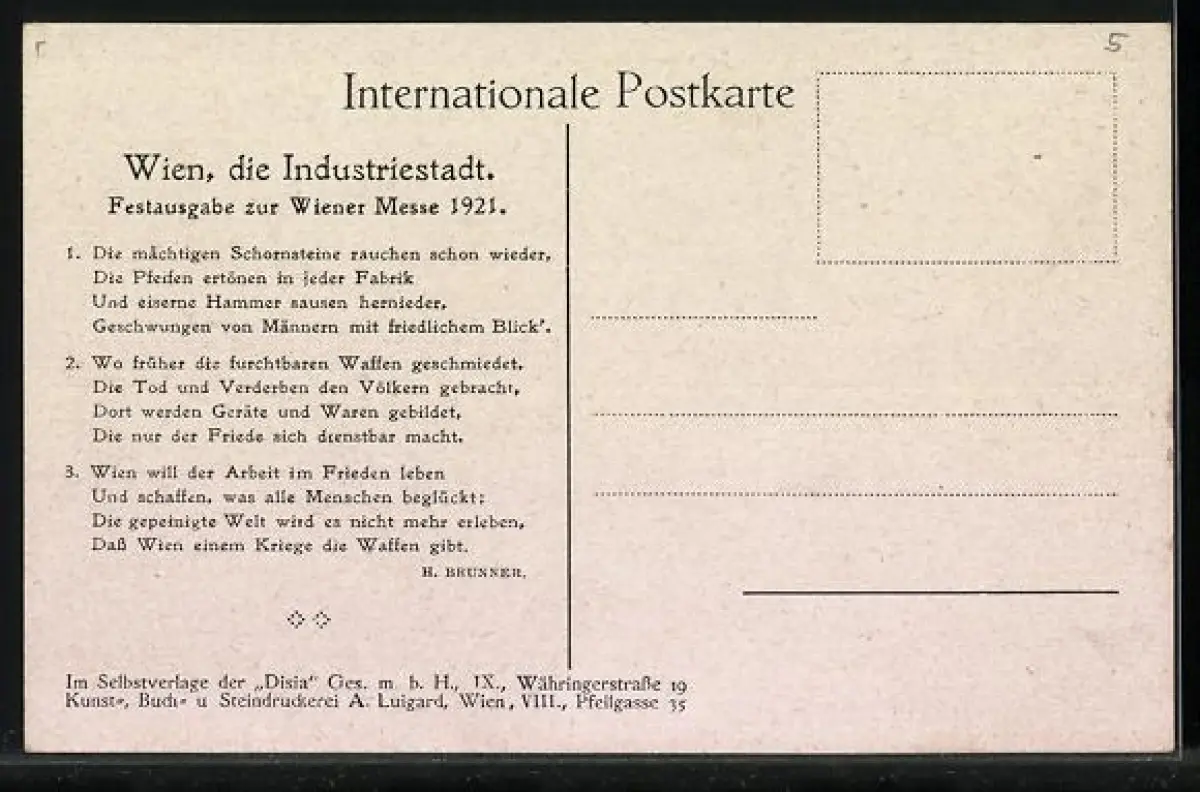 5
Internationale Postkarte
Wien, die Industriestadt.
Festausgabe zur Wiener Messe 1921.
1. Die mächtigen Schornsteine rauchen schon wieder,
Die Pfeifen ertönen in jeder Fabrik
Und eiserne Hammer sausen hernieder,
Geschwungen von Männern mit friedlichem Blick'.
2. Wo früher die furchtbaren Waffen geschmiedet,
Die Tod und Verderben den Völkern gebracht,
Dort werden Geräte und Waren gebildet,
Die nur der Friede sich dienstbar macht.
3. Wien will der Arbeit im Frieden leben
Und schaffen, was alle Menschen beglückt;
Die gepeinigte Welt wird es nicht mehr erleben,
Daß Wien einem Kriege die Waffen gibt.
H. BRUNNER.
Im Selbstverlage der „Disia" Ges. m. b. H., IX., Währingerstraße 19
Kunst-, Buch- u Steindruckerei A. Luigard, Wien, VIII., Pfeilgasse 35